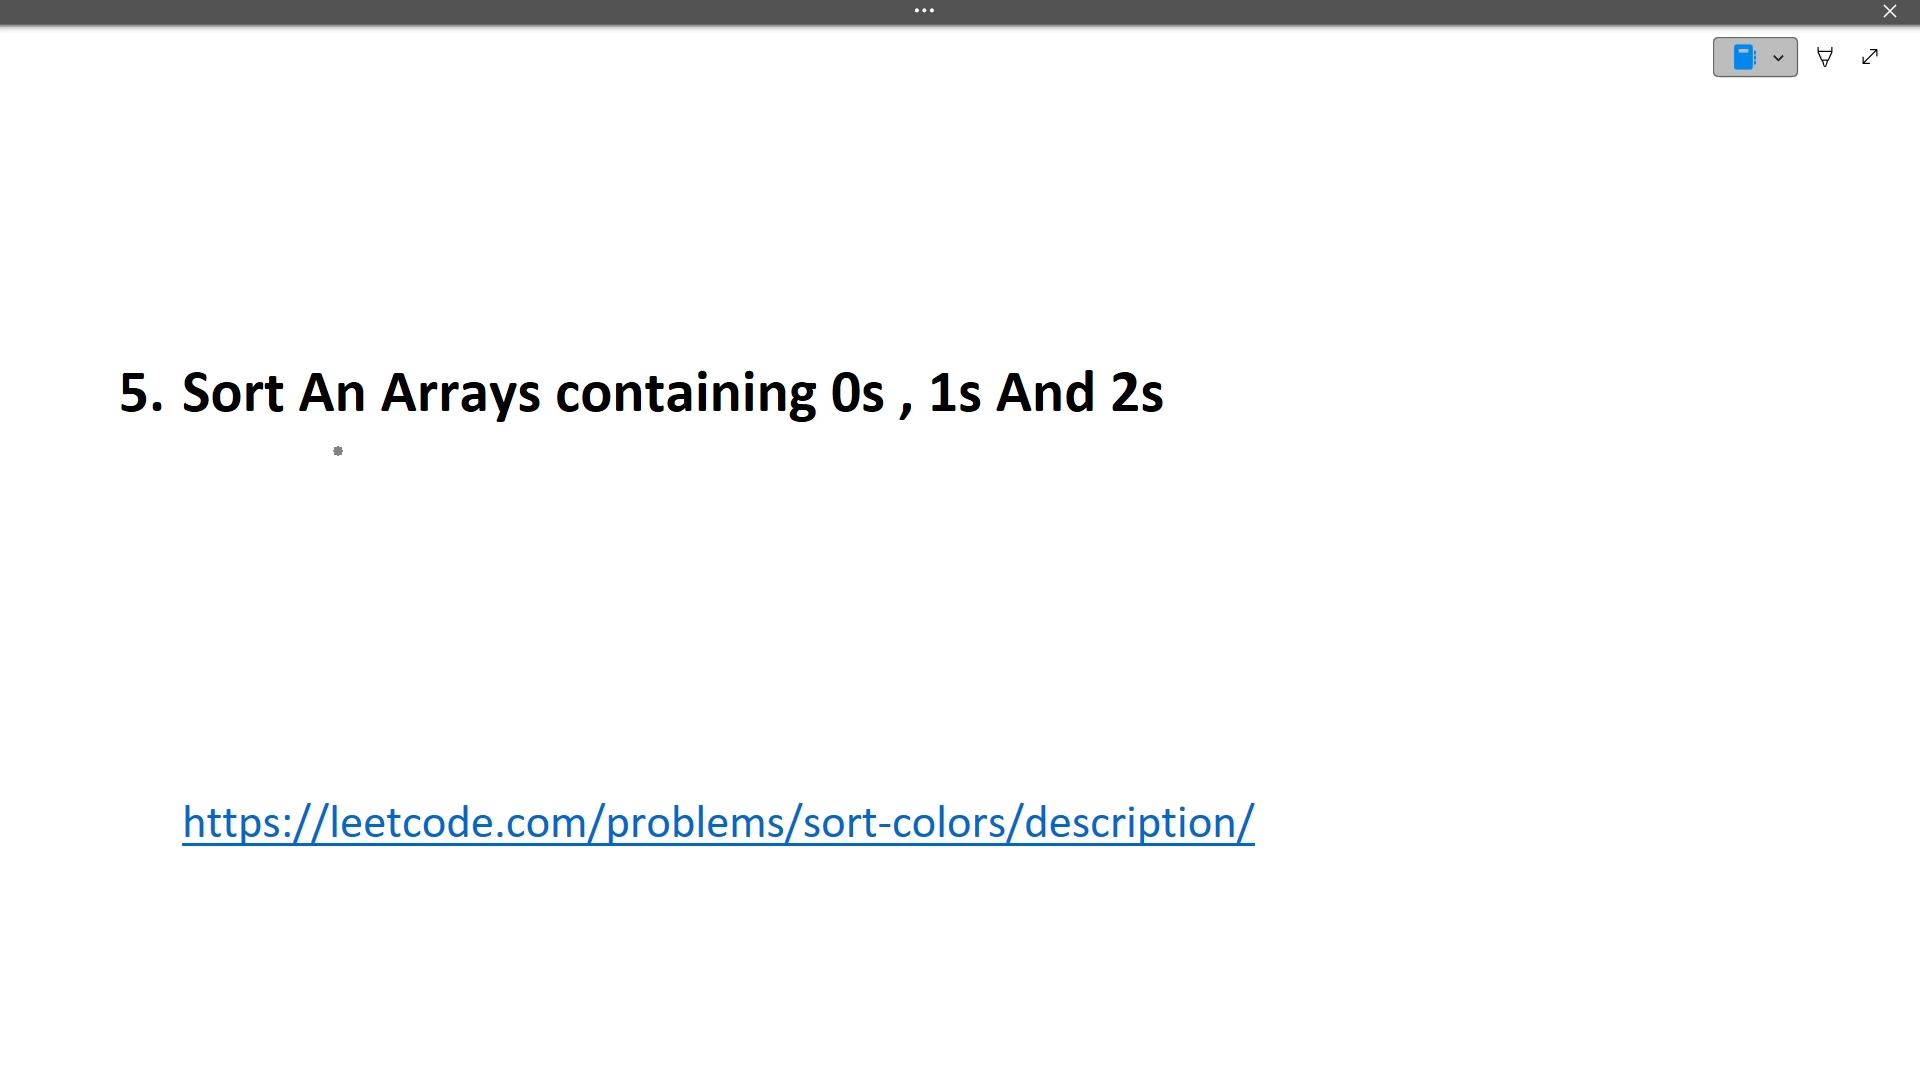 5. Sort An Arrays containing 0s , 1s And 2s
https://leetcode.com/problems/sort-colors/description/